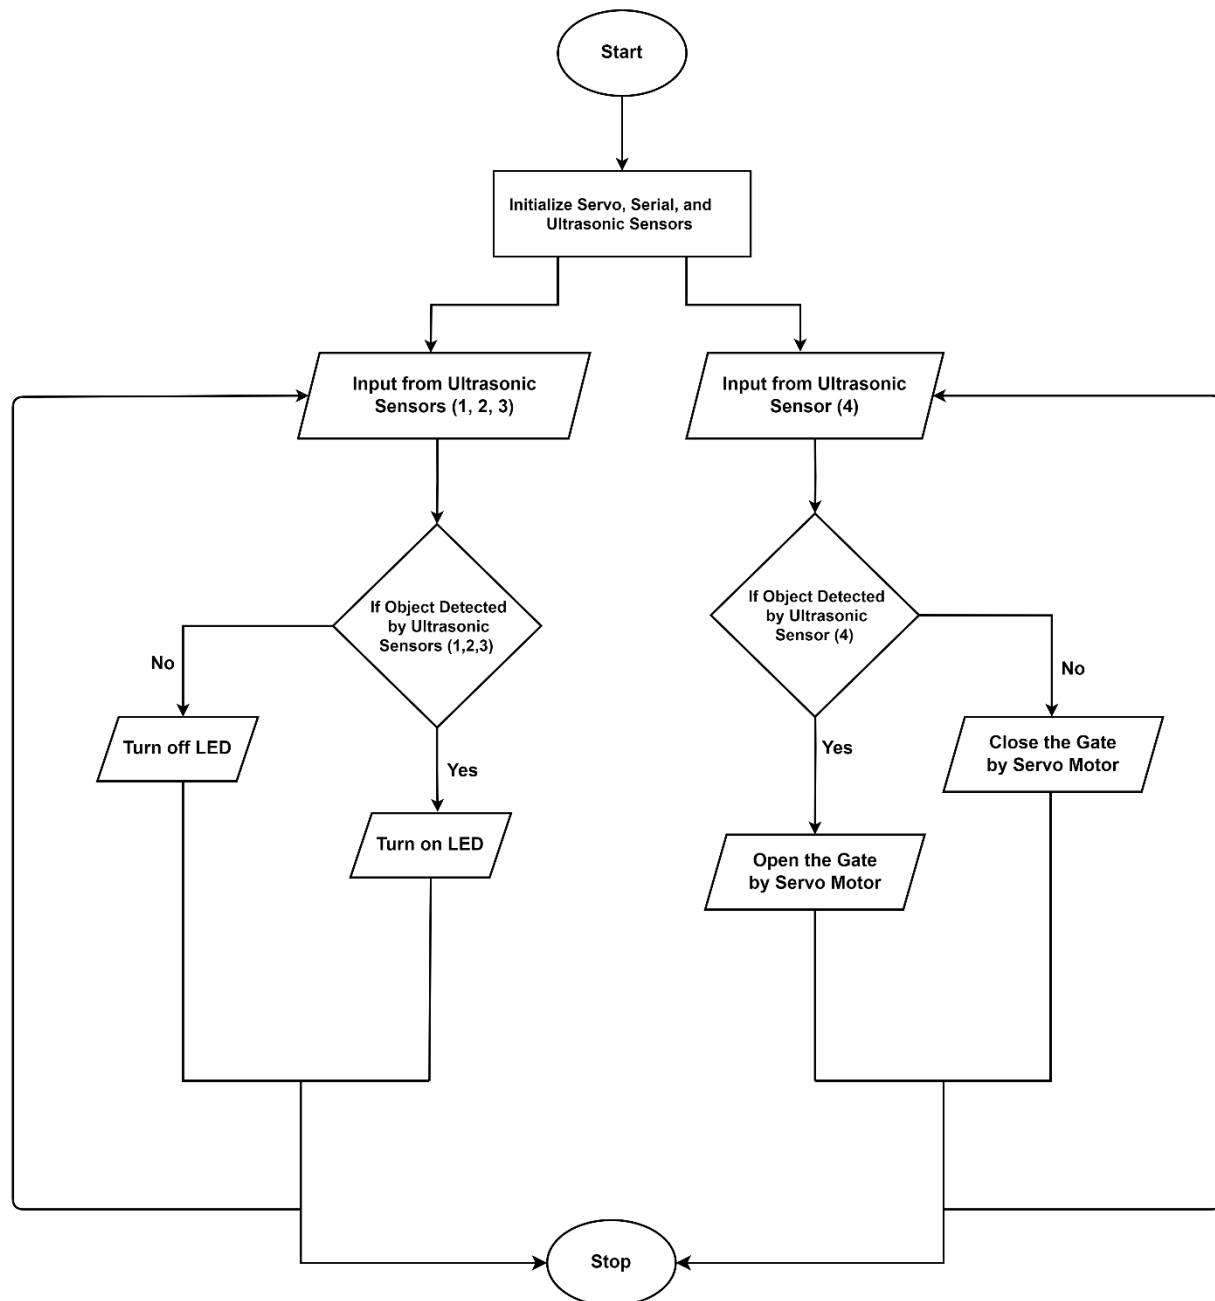 Start
Initialize Servo, Serial, and
Ultrasonic Sensors
Input from Ultrasonic
Sensors (1, 2, 3)
Input from Ultrasonic
Sensor (4)
If Object Detected
by Ultrasonic
Sensors (1,2,3)
If Object Detected
by Ultrasonic
Sensor (4)
No
No
Turn off LED
Yes
Yes
Close the Gate
by Servo Motor
Turn on LED
Open the Gate
by Servo Motor
Stop